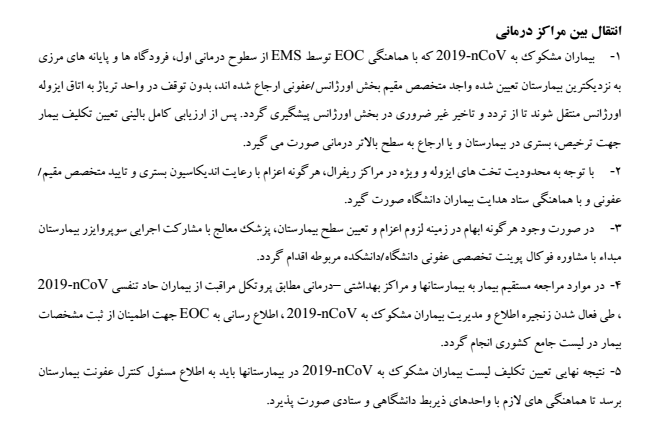 انتقال بین مراکز درمانی
۱- بیماران مشکوک به 2019-nCoV که با هماهنگی EOC توسط EMS از سطوح درمانی اول، فرودگاه ها و پایانه های مرزی
به نزدیکترین بیمارستان تعیین شده واجد متخصص مقیم بخش اورژانس/عفونی ارجاع شده اند، بدون توقف در واحد تریاژ به اتاق ایزوله
اورژانس منتقل شوند تا از تردد و تاخیر غیر ضروری در بخش اورژانس پیشگیری گردد. پس از ارزیابی کامل بالینی تعیین تکلیف بیمار
جهت ترخیص، بستری در بیمارستان و یا ارجاع به سطح بالاتر درمانی صورت می گیرد.
۲- با توجه به محدودیت تخت های ایزوله و ویژه در مراکز ریفرال، هرگونه اعزام با رعایت اندیکاسیون بستری و تایید متخصص مقیم/
عفونی و با هماهنگی ستاد هدایت بیماران دانشگاه صورت گیرد.
۳- در صورت وجود هرگونه ابهام در زمینه لزوم اعزام و تعیین سطح بیمارستان، پزشک معالج با مشارکت اجرایی سوپروایزر بیمارستان
مبداء با مشاوره فوکال پوینت تخصصی عفونی دانشگاه/دانشکده مربوطه اقدام گردد.
۴- در موارد مراجعه مستقیم بیمار به بیمارستانها و مراکز بهداشتی –درمانی مطابق پروتکل مراقبت از بیماران حاد تنفسی 2019-nCoV
، طی فعال شدن زنجیره اطلاع و مدیریت بیماران مشکوک به 2019-nCoV ، اطلاع رسانی به EOC جهت اطمینان از ثبت مشخصات
بیمار در لیست جامع کشوری انجام گردد.
۵- نتیجه نهایی تعیین تکلیف لیست بیماران مشکوک به 2019-nCoV در بیمارستانها باید به اطلاع مسئول کنترل عفونت بیمارستان
برسد تا هماهنگی های لازم با واحدهای ذیربط دانشگاهی و ستادی صورت پذیرد.